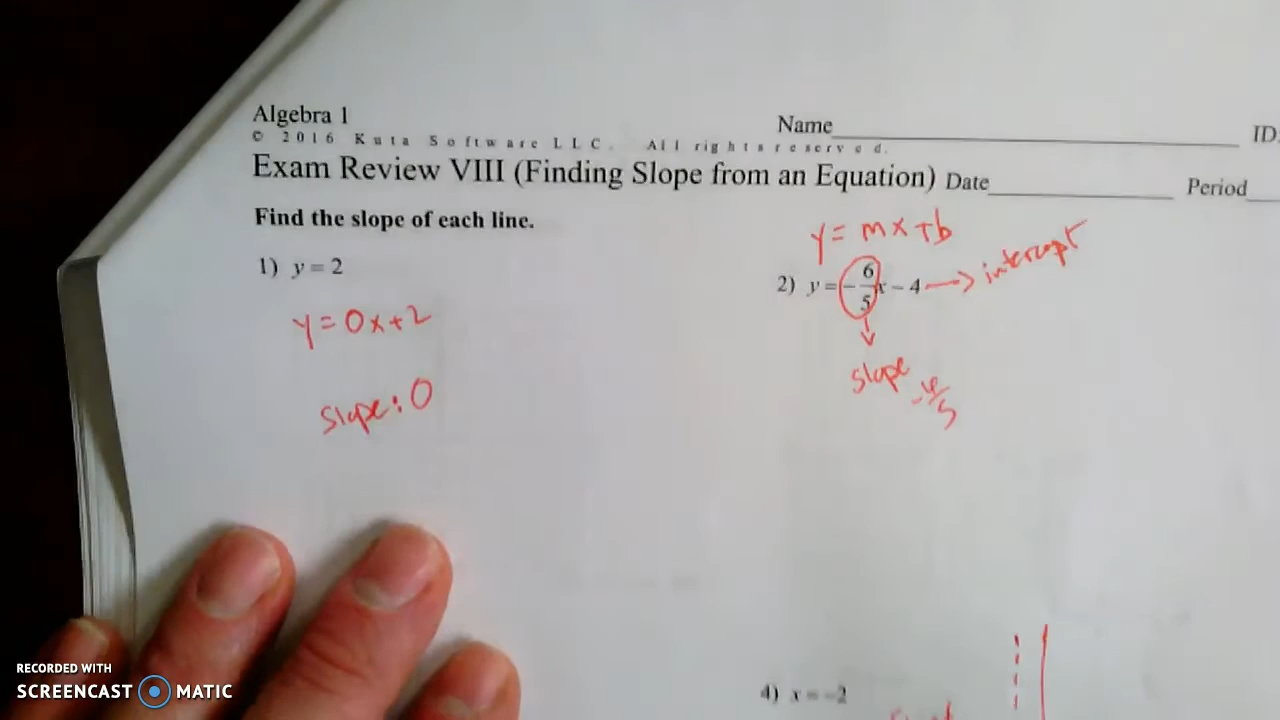 Algebra 1
Name
ID
© 2016 Kuta Software LLC. All rights reserved.
Exam Review VIII (Finding Slope from an Equation) Date
Period
Find the slope of each line.
y = mx + b
1) y = 2
2) y = -6/5 x - 4 → intercept
y = 0x + 2
slope
-6/5
slope: 0
4) x = -2
RECORDED WITH
SCREENCAST-O-MATIC